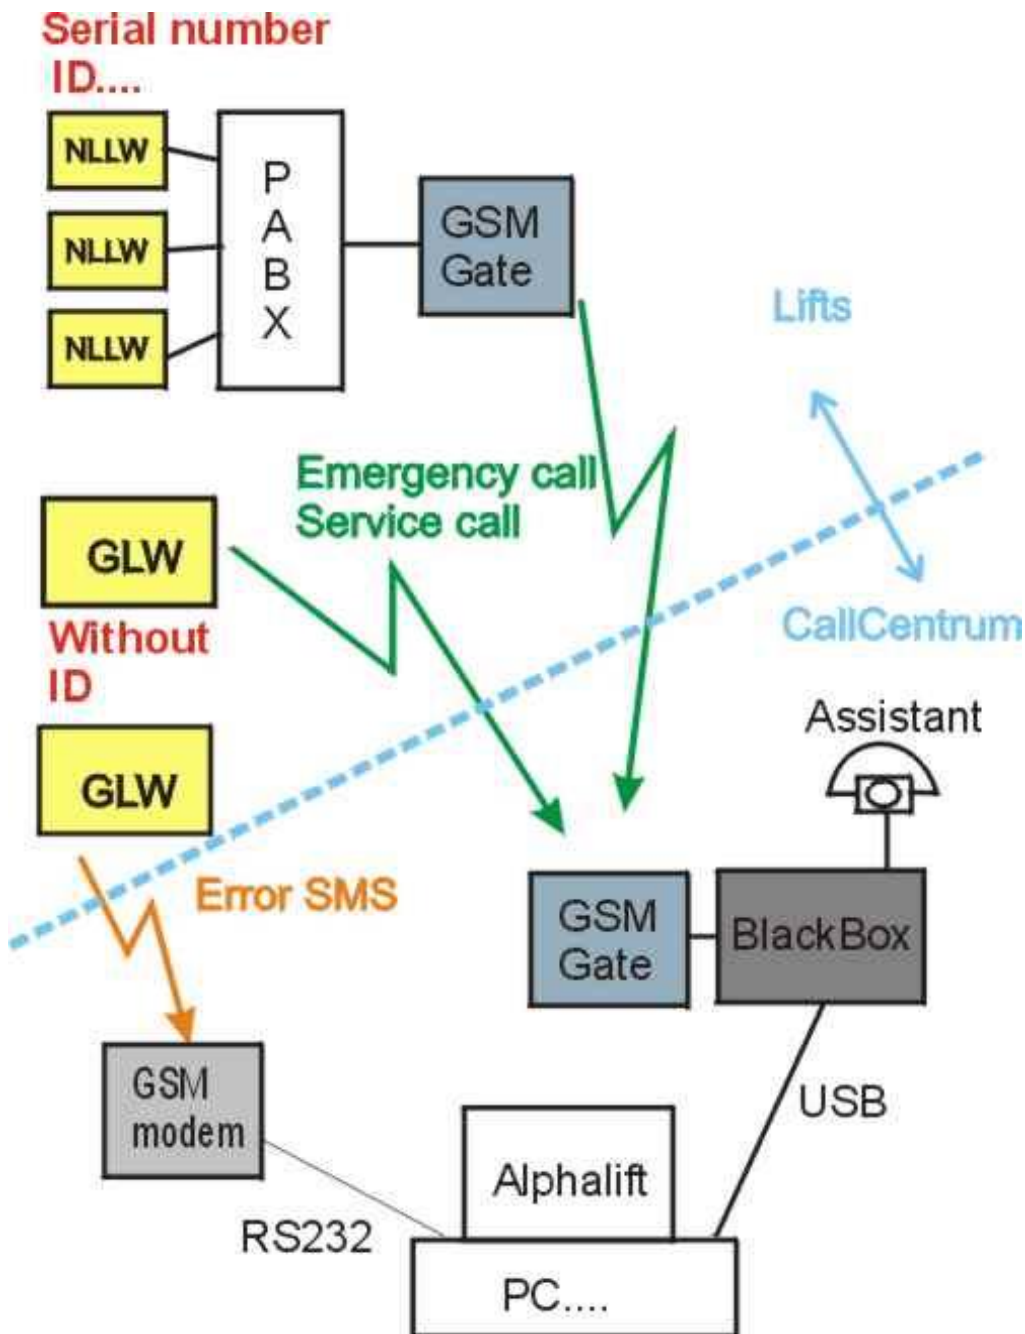 Serial number
ID....
NLLW
NLLW
NLLW
P
A
B
X
GSM
Gate
Lifts
Emergency call
Service call
GLW
Without
ID
CallCentrum
Assistant
GLW
Error SMS
GSM
Gate
BlackBox
GSM
modem
USB
Alphalift
RS232
PC....